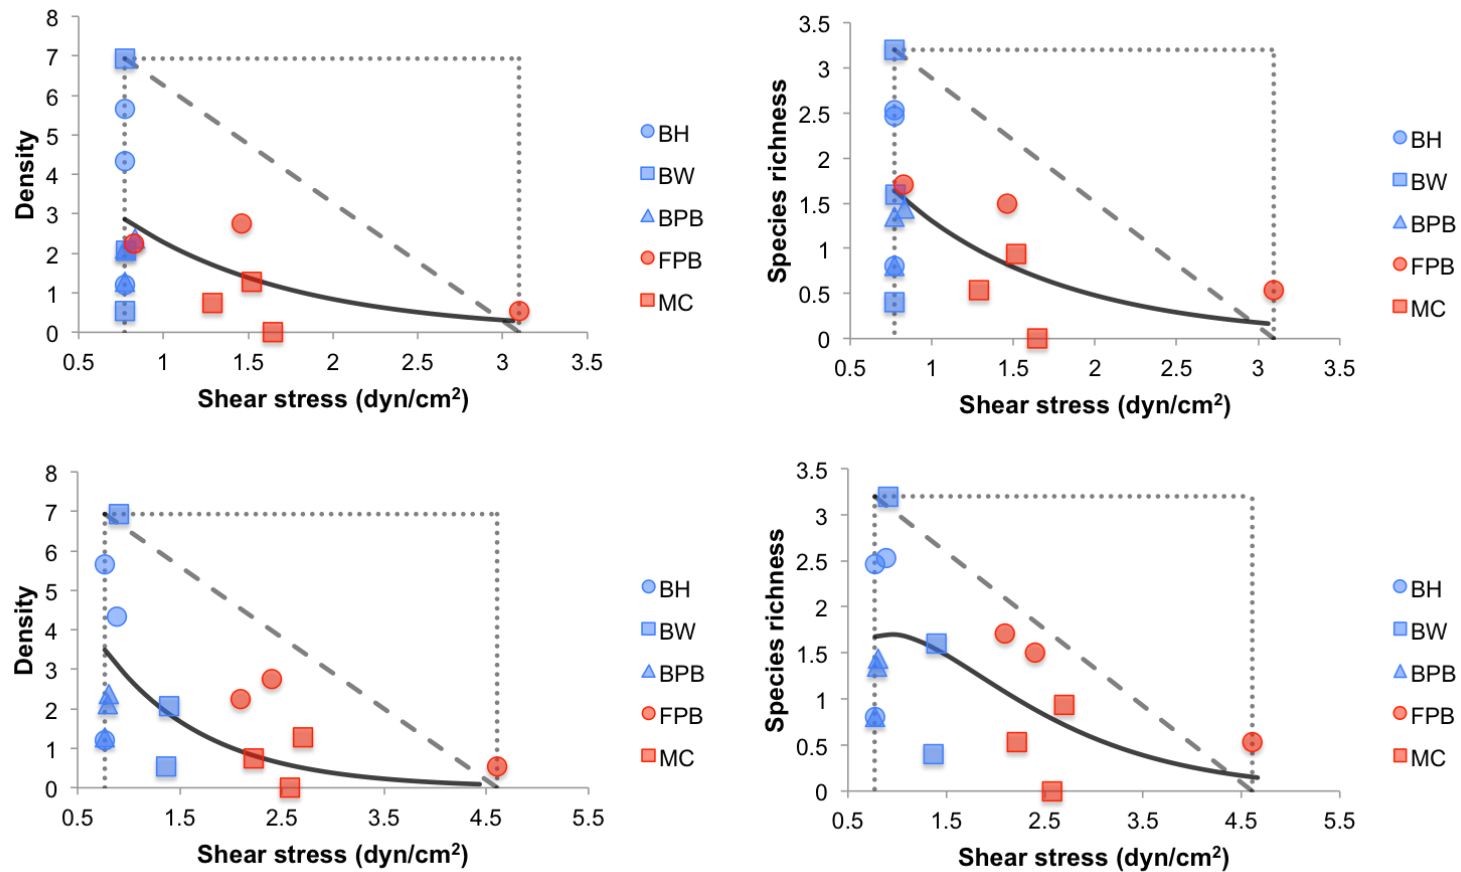 Density
8
7
6
5
4
3
2
1
0
0.5 1 1.5 2 2.5 3 3.5
Shear stress (dyn/cm²)
BH
BW
BPB
FPB
MC
Species richness
3.5
3
2.5
2
1.5
1
0.5
0
0.5 1 1.5 2 2.5 3 3.5
Shear stress (dyn/cm²)
BH
BW
BPB
FPB
MC
Density
8
7
6
5
4
3
2
1
0
0.5 1.5 2.5 3.5 4.5 5.5
Shear stress (dyn/cm²)
BH
BW
BPB
FPB
MC
Species richness
3.5
3
2.5
2
1.5
1
0.5
0
0.5 1.5 2.5 3.5 4.5 5.5
Shear stress (dyn/cm²)
BH
BW
BPB
FPB
MC